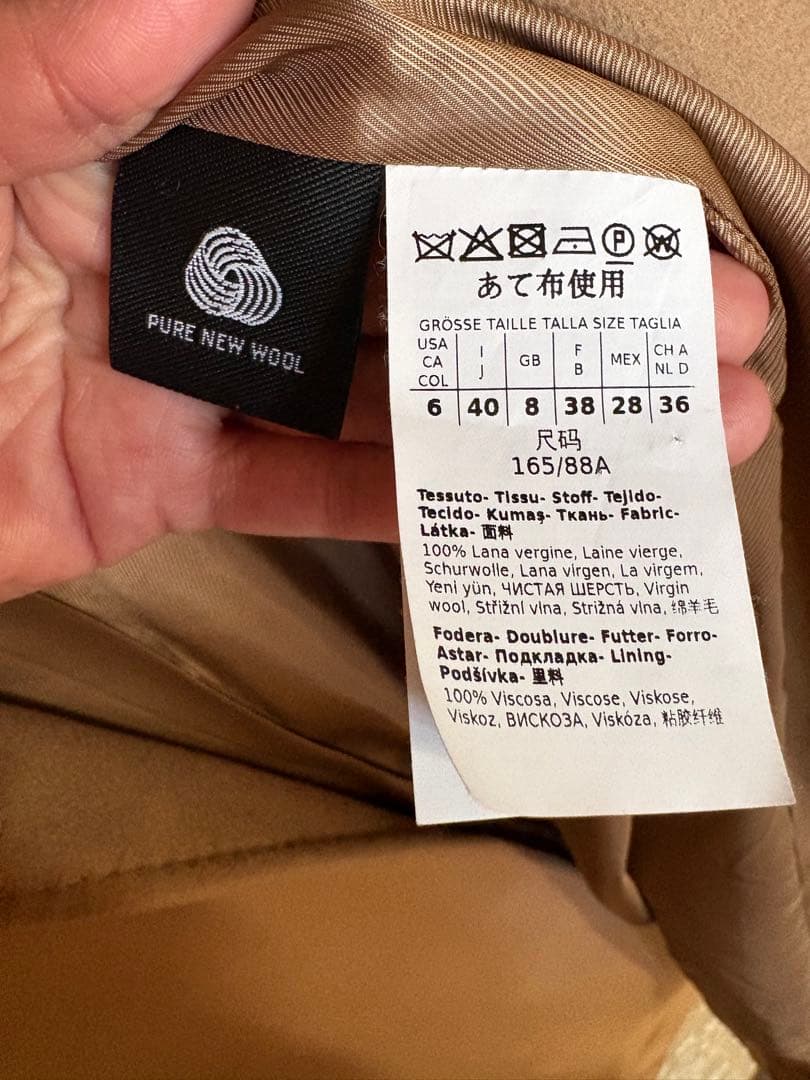 PURE NEW WOOL
P W
あて布使用
GRÖSSE TAILLE TALLA SIZE TAGLIA
USA CA COL | I J | GB | F B | MEX | CH A NL D
6 | 40 | 8 | 38 | 28 | 36
尺码
165/88A
Tessuto- Tissu- Stoff- Tejido-
Tecido- Kumaş- Ткань- Fabric-
Látka- 面料
100% Lana vergine, Laine vierge,
Schurwolle, Lana virgen, La virgem,
Yeni yün, ЧИСТАЯ ШЕРСТЬ, Virgin
wool, Střižní vlna, Strižná vlna, 绵羊毛
Fodera- Doublure- Futter- Forro-
Astar- Подкладка- Lining-
Podšívka- 里料
100% Viscosa, Viscose, Viskose,
Viskoz, ВИСКОЗА, Viskóza, 粘胶纤维